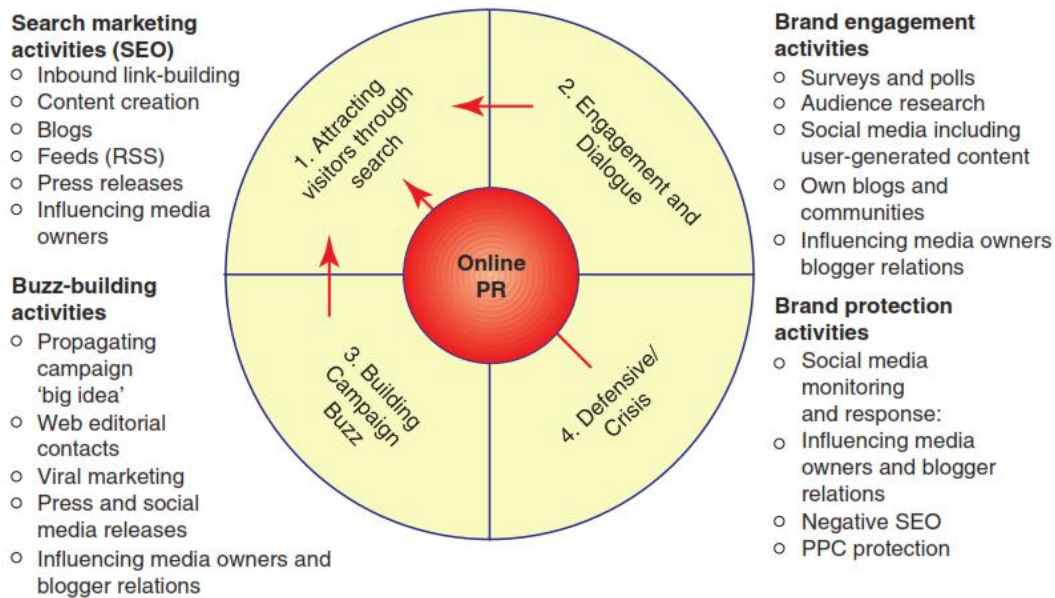 Search marketing
activities (SEO)
Inbound link-building
Content creation
Blogs
Feeds (RSS)
Press releases
Influencing media
owners
Buzz-building
activities
Propagating
campaign
‘big idea’
Web editorial
contacts
Viral marketing
Press and social
media releases
Influencing media owners and
blogger relations
1. Attracting
visitors through
search
2. Engagement and
Dialogue
Online
PR
3. Building
Campaign
Buzz
4. Defensive/
Crisis
Brand engagement
activities
Surveys and polls
Audience research
Social media including
user-generated content
Own blogs and
communities
Influencing media owners
blogger relations
Brand protection
activities
Social media
monitoring
and response:
Influencing media
owners and blogger
relations
Negative SEO
PPC protection